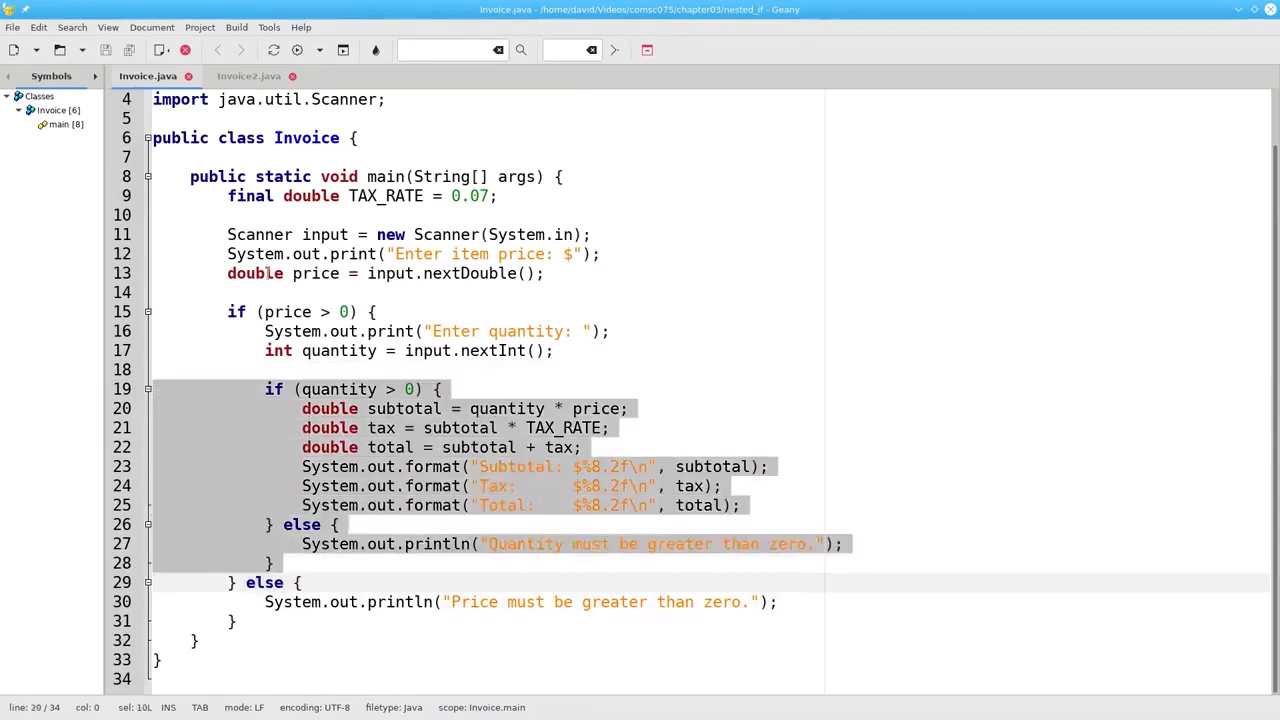 Invoice.java - /home/david/Videos/comsc075/chapter03/nested_if - Geany
File Edit Search View Document Project Build Tools Help
Symbols Invoice.java Invoice2.java
Classes
Invoice [6]
main [8]
4 import java.util.Scanner;
5
6 public class Invoice {
7
8 public static void main(String[] args) {
9 final double TAX_RATE = 0.07;
10
11 Scanner input = new Scanner(System.in);
12 System.out.print("Enter item price: $");
13 double price = input.nextDouble();
14
15 if (price > 0) {
16 System.out.print("Enter quantity: ");
17 int quantity = input.nextInt();
18
19 if (quantity > 0) {
20 double subtotal = quantity * price;
21 double tax = subtotal * TAX_RATE;
22 double total = subtotal + tax;
23 System.out.format("Subtotal: $%8.2f\n", subtotal);
24 System.out.format("Tax:      $%8.2f\n", tax);
25 System.out.format("Total:    $%8.2f\n", total);
26 } else {
27 System.out.println("Quantity must be greater than zero.");
28 }
29 } else {
30 System.out.println("Price must be greater than zero.");
31 }
32 }
33 }
34
line: 29 / 34 col: 0 sel: 10L INS TAB mode: LF encoding: UTF-8 filetype: Java scope: Invoice.main